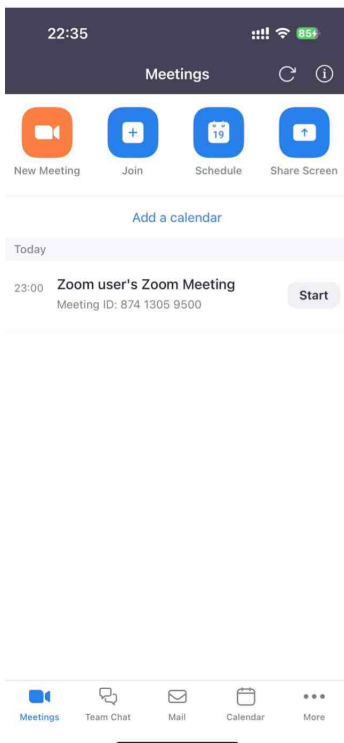 22:35
85
Meetings
19
New Meeting
Join
Schedule
Share Screen
Add a calendar
Today
23:00
Zoom user's Zoom Meeting
Meeting ID: 874 1305 9500
Start
Meetings
Team Chat
Mail
Calendar
More